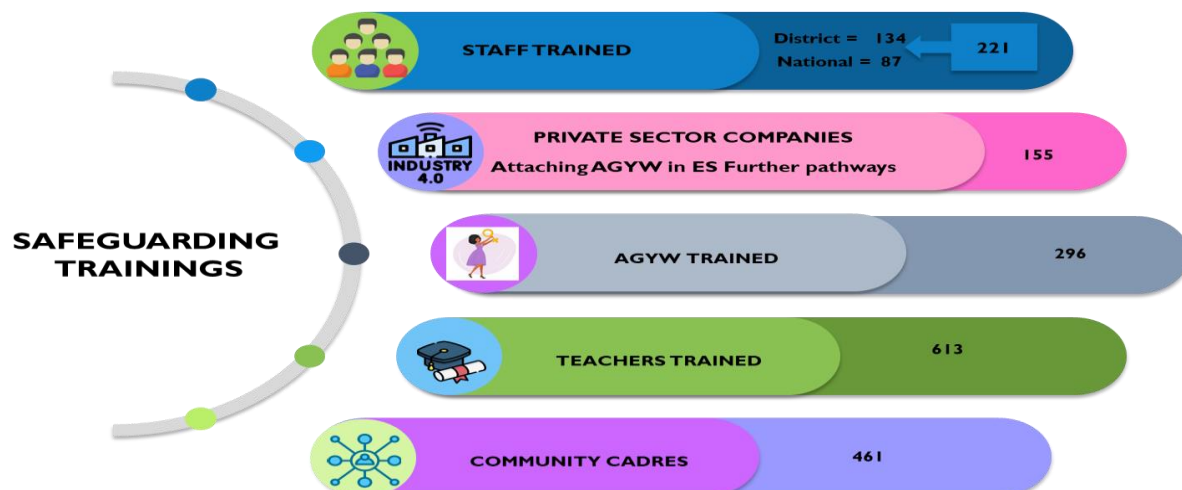 STAFF TRAINED
District = 134
National = 87
221
PRIVATE SECTOR COMPANIES
Attaching AGYW in ES Further pathways
155
INDUSTRY
4.0
SAFEGUARDING
TRAININGS
AGYW TRAINED
296
TEACHERS TRAINED
613
COMMUNITY CADRES
461